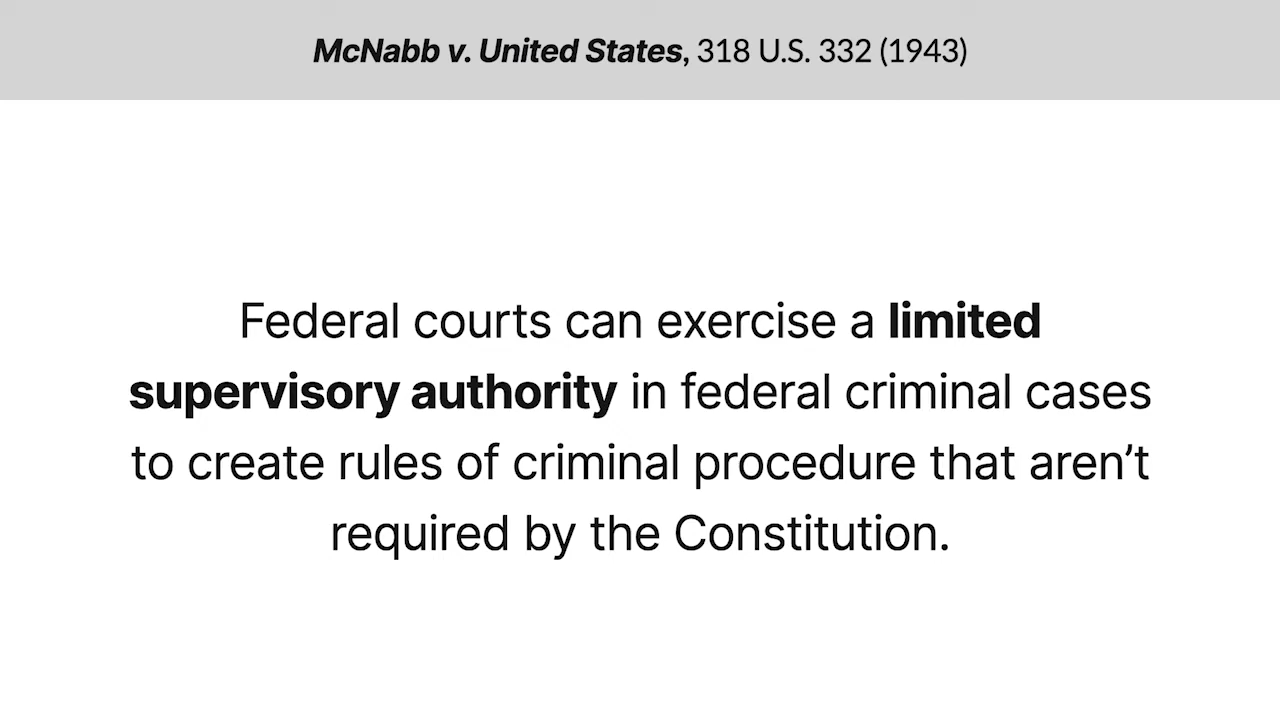 McNabb v. United States, 318 U.S. 332 (1943)
Federal courts can exercise a limited
supervisory authority in federal criminal cases
to create rules of criminal procedure that aren’t
required by the Constitution.